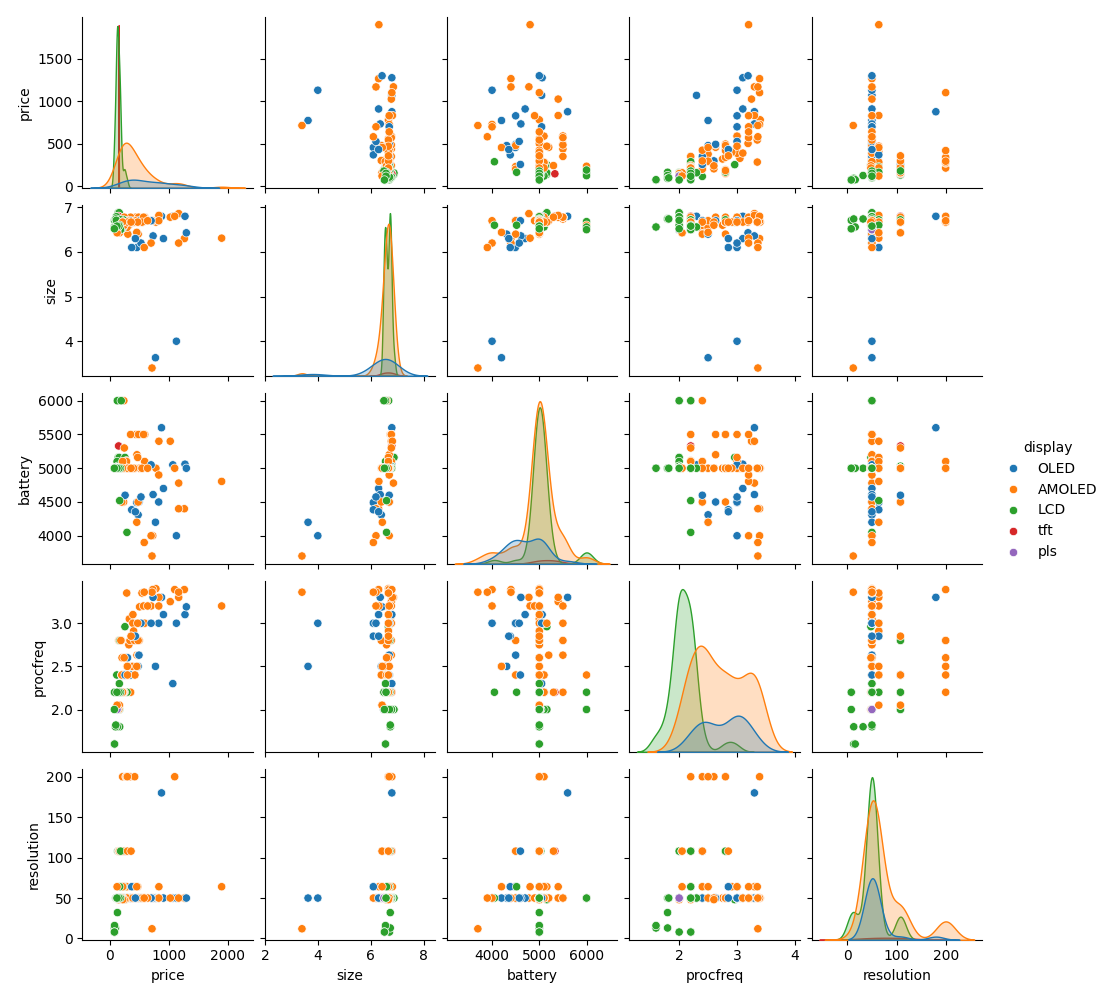 1500
1000
500
0
price
7
6
5
4
size
6000
5500
5000
4500
4000
battery
3.0
2.5
2.0
procfreq
200
150
100
50
0
resolution
0 1000 2000
price
2 4 6 8
size
4000 5000 6000
battery
2 3 4
procfreq
0 100 200
resolution
display
OLED
AMOLED
LCD
tft
pls